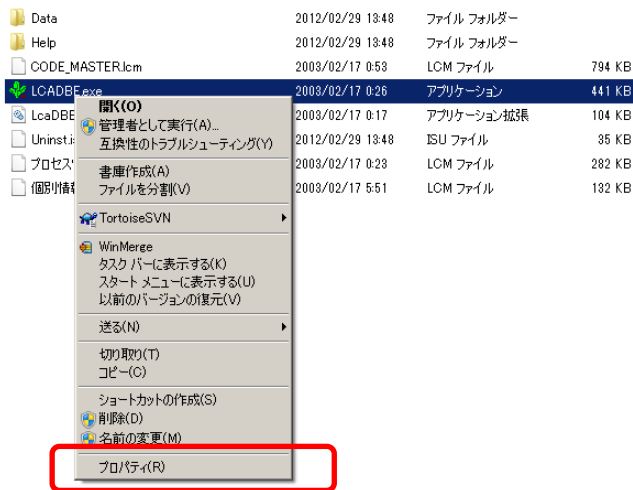 Data 2012/02/29 13:48 ファイル フォルダー
Help 2012/02/29 13:48 ファイル フォルダー
CODE_MASTER.lcm 2003/02/17 0:53 LCM ファイル 794 KB
LCADBE.exe 2003/02/17 0:26 アプリケーション 441 KB
LcaDBE 2003/02/17 0:17 アプリケーション拡張 104 KB
Uninst.is 2012/02/29 13:48 ISU ファイル 35 KB
プロセス 2003/02/17 0:23 LCM ファイル 282 KB
個別情報 2003/02/17 5:51 LCM ファイル 132 KB
開く(O)
管理者として実行(A)...
互換性のトラブルシューティング(Y)
書庫作成(A)
ファイルを分割(V)
TortoiseSVN
WinMerge
タスク バーに表示する(K)
スタート メニューに表示する(U)
以前のバージョンの復元(V)
送る(N)
切り取り(T)
コピー(C)
ショートカットの作成(S)
削除(D)
名前の変更(M)
プロパティ(R)